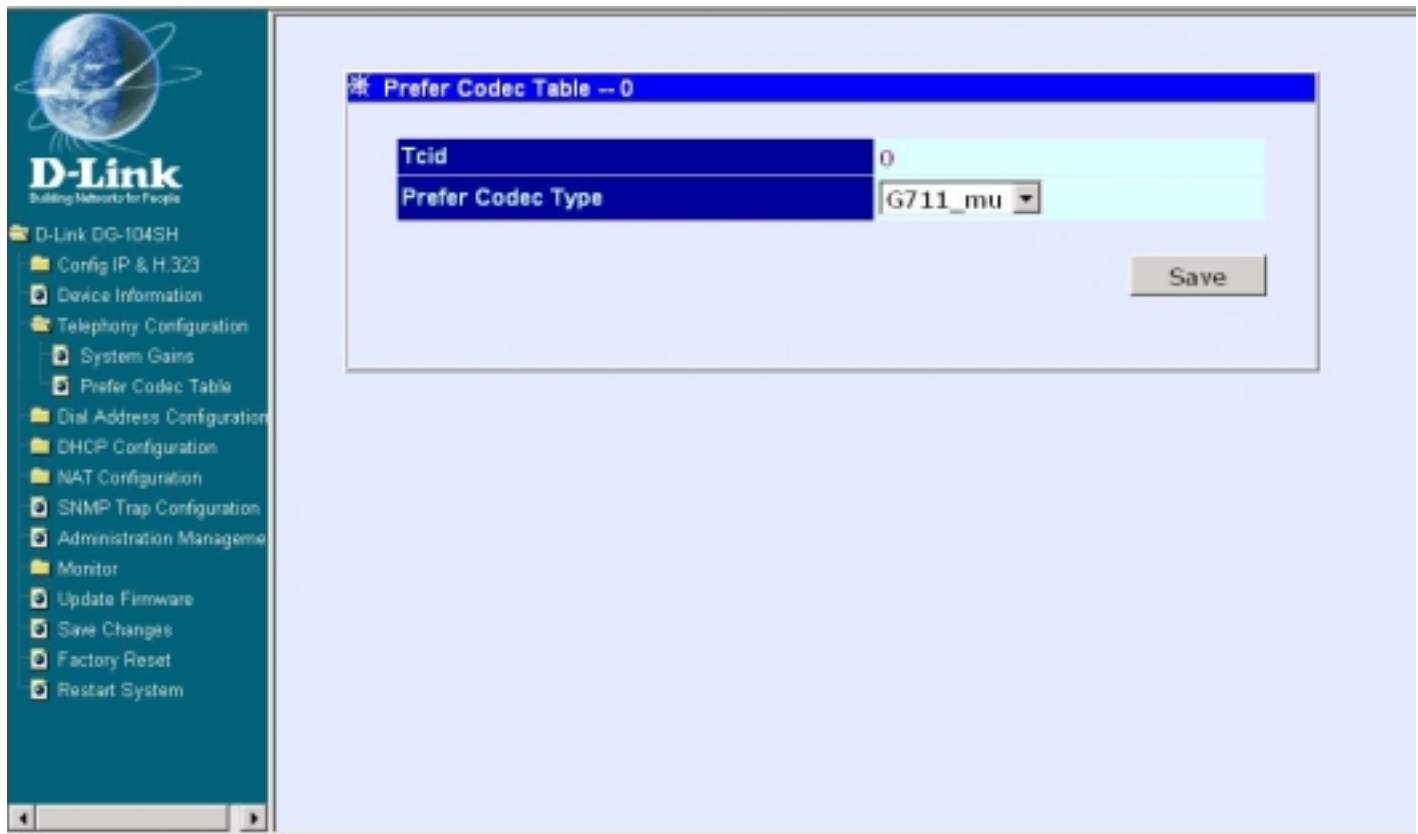 D-Link
Building Networks for People
D-Link DG-104SH
Config IP & H.323
Device Information
Telephony Configuration
System Gains
Prefer Codec Table
Dial Address Configuration
DHCP Configuration
NAT Configuration
SNMP Trap Configuration
Administration Manageme
Monitor
Update Firmware
Save Changes
Factory Reset
Restart System
Prefer Codec Table -- 0
Tcid 0
Prefer Codec Type G711_mu
Save